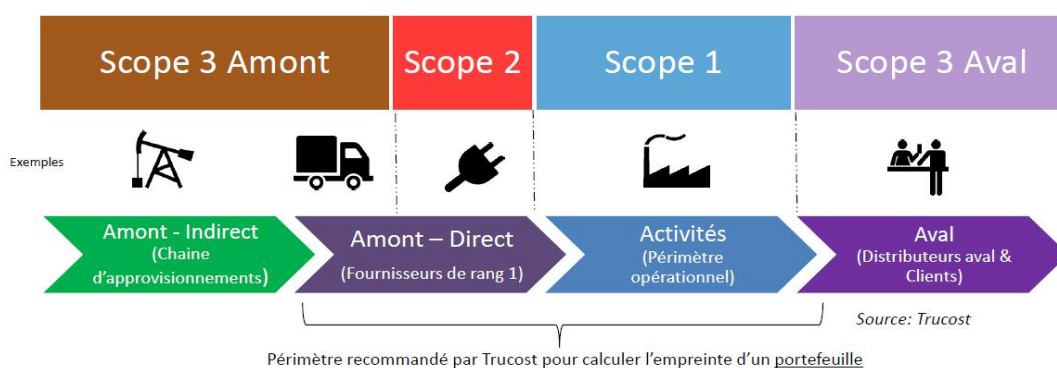 Scope 3 Amont
Scope 2
Scope 1
Scope 3 Aval
Exemples
Amont - Indirect
(Chaine
d'approvisionnements)
Amont – Direct
(Fournisseurs de rang 1)
Activités
(Périmètre
opérationnel)
Aval
(Distributeurs aval &
Clients)
Source: Trucost
Périmètre recommandé par Trucost pour calculer l'empreinte d'un portefeuille